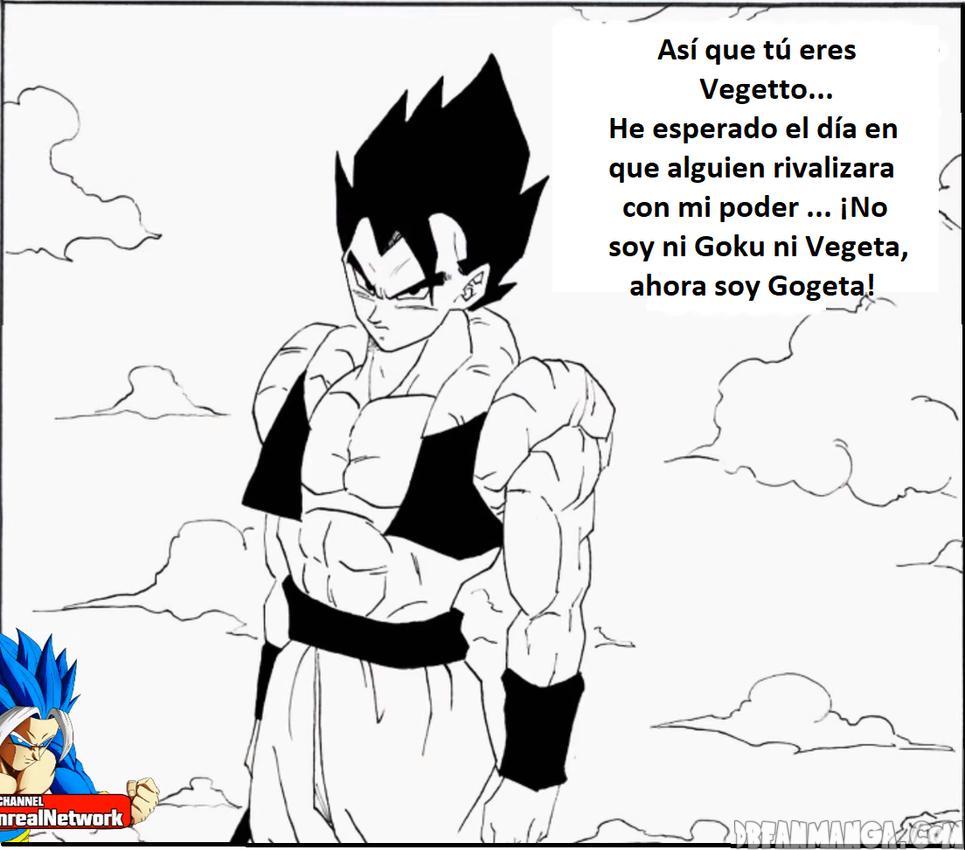 Así que tú eres
Vegetto...
He esperado el día en
que alguien rivalizara
con mi poder ... ¡No
soy ni Goku ni Vegeta,
ahora soy Gogeta!
CHANNEL
nrealNetwork
DBFANMANGA.COM